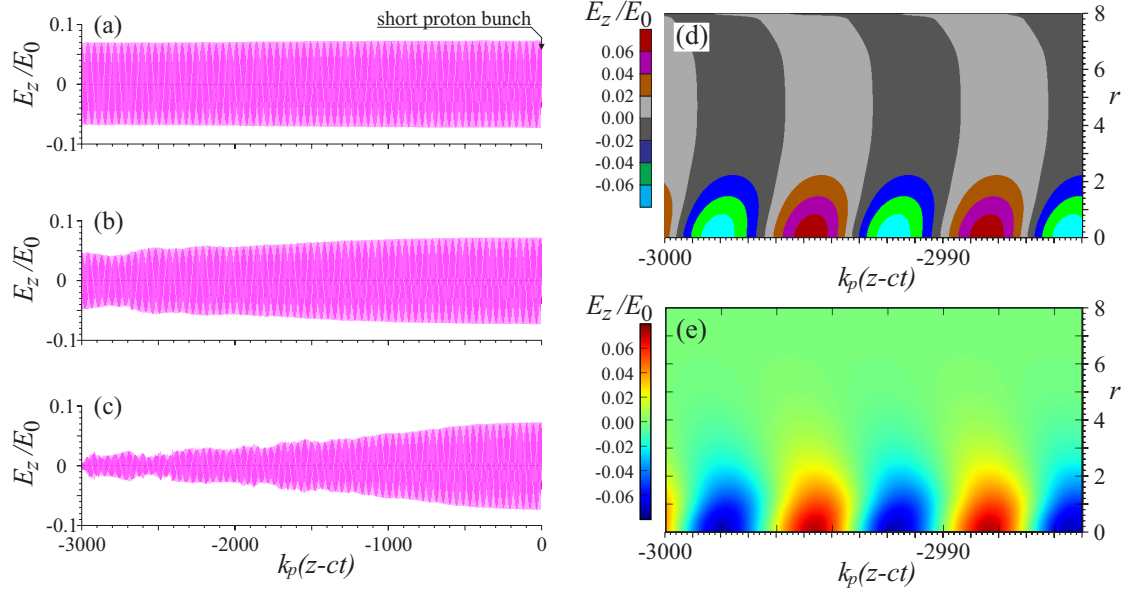 (a)
short proton bunch
0.1
0
-0.1
E_z/E_0
(b)
0.1
0
-0.1
E_z/E_0
(c)
0.1
0
-0.1
E_z/E_0
-3000
-2000
-1000
0
k_p(z-ct)
E_z/E_0
(d)
0.06
0.04
0.02
0.00
-0.02
-0.04
-0.06
8
6
4
2
0
r
-3000
-2990
k_p(z-ct)
E_z/E_0
(e)
0.06
0.04
0.02
0.00
-0.02
-0.04
-0.06
8
6
4
2
0
r
-3000
-2990
k_p(z-ct)